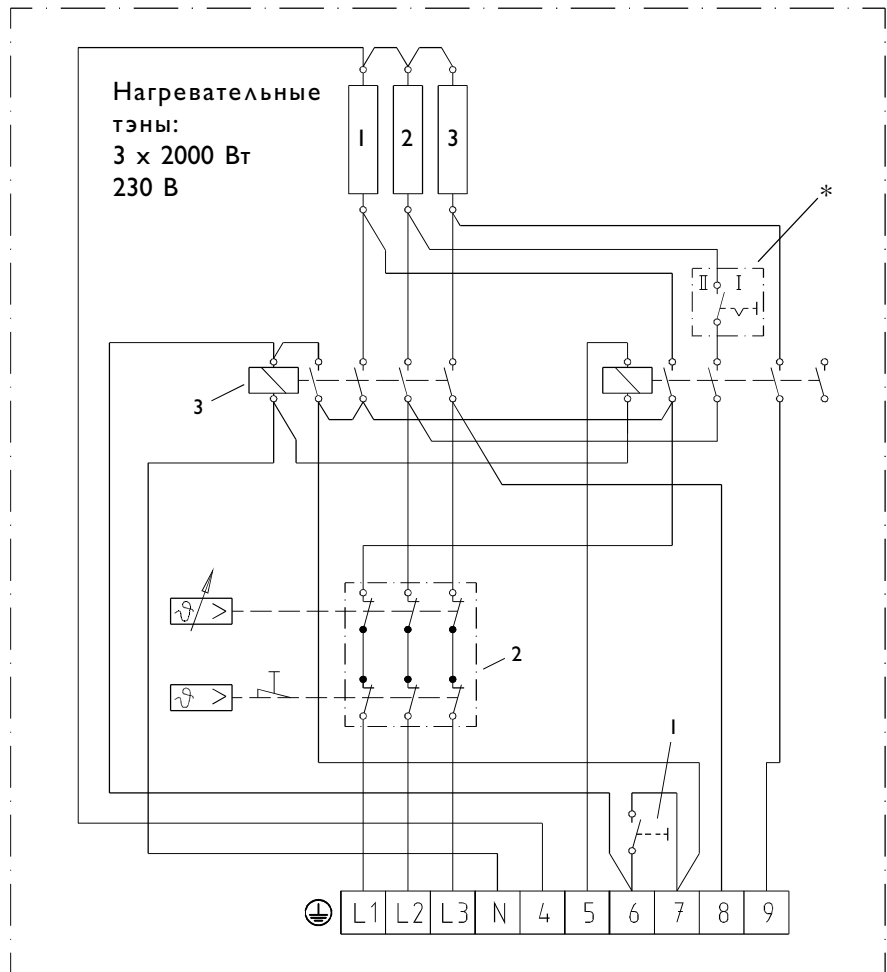 Нагревательные
тэны:
3 x 2000 Вт
230 В
1 2 3
*
II I
3
ϑ >
2
ϑ >
1
L1 L2 L3 N 4 5 6 7 8 9